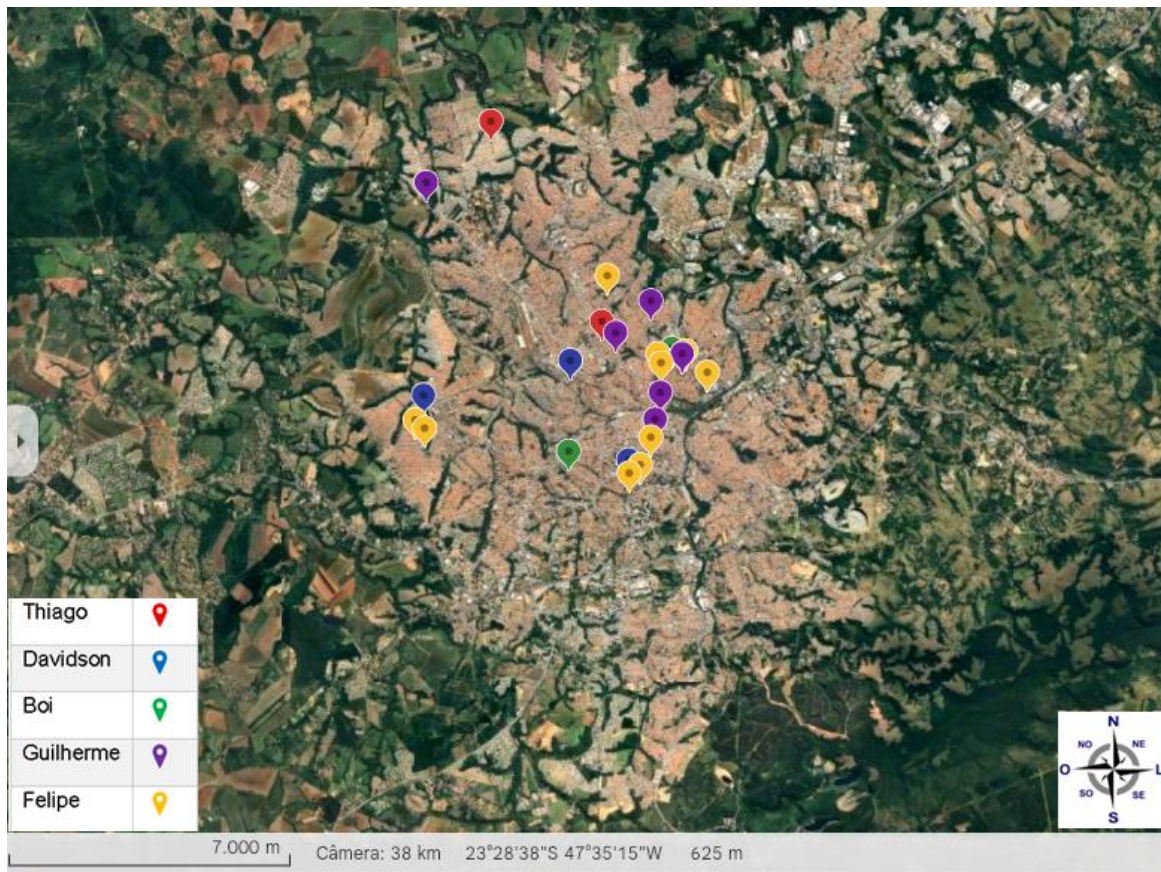 Thiago
Davidson
Boi
Guilherme
Felipe
N
NO NE
O L
SO SE
S
7.000 m Câmera: 38 km 23°28'38"S 47°35'15"W 625 m